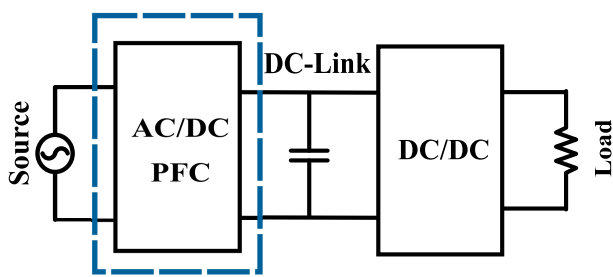 Source
AC/DC
PFC
DC-Link
DC/DC
Load